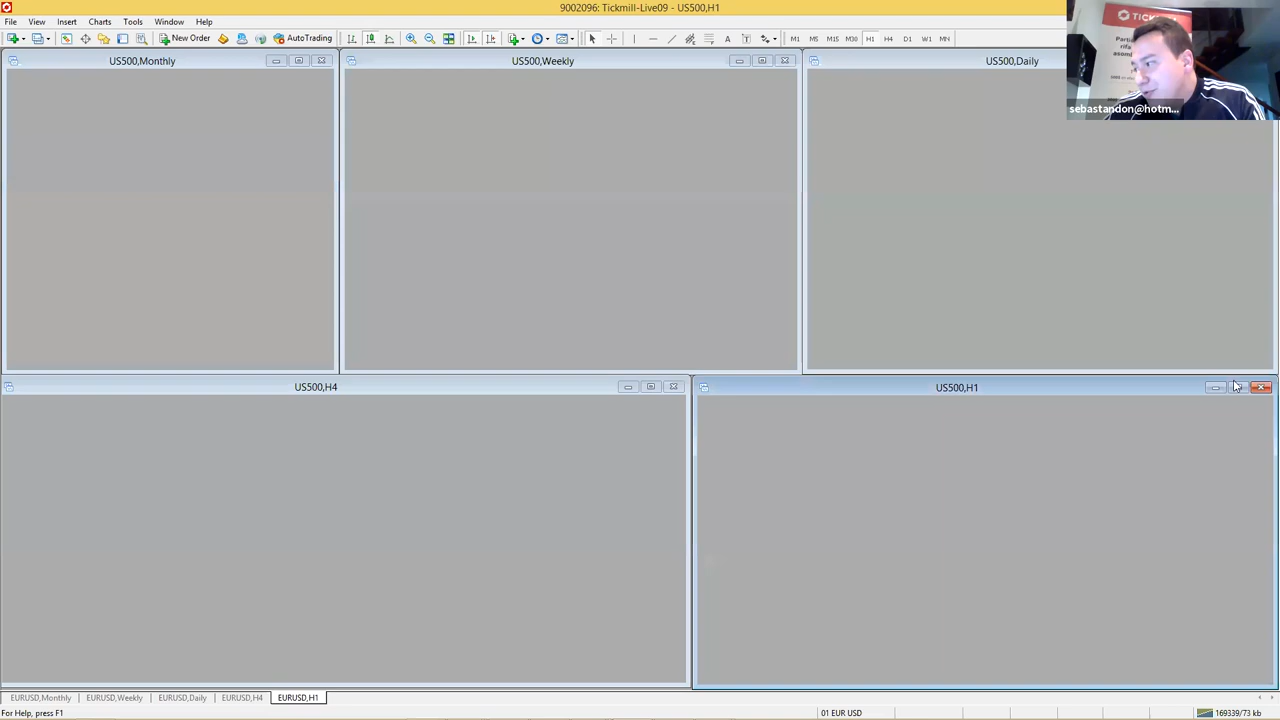 9002096: Tickmill-Live09 - US500,H1
File View Insert Charts Tools Window Help
New Order AutoTrading M1 M5 M15 M30 H1 H4 D1 W1 MN
US500,Monthly
US500,Weekly
US500,Daily
sebastandon@hotm...
US500,H4
US500,H1
EURUSD,Monthly EURUSD,Weekly EURUSD,Daily EURUSD,H4 EURUSD,H1
For Help, press F1
01 EUR USD
169339/73 kb